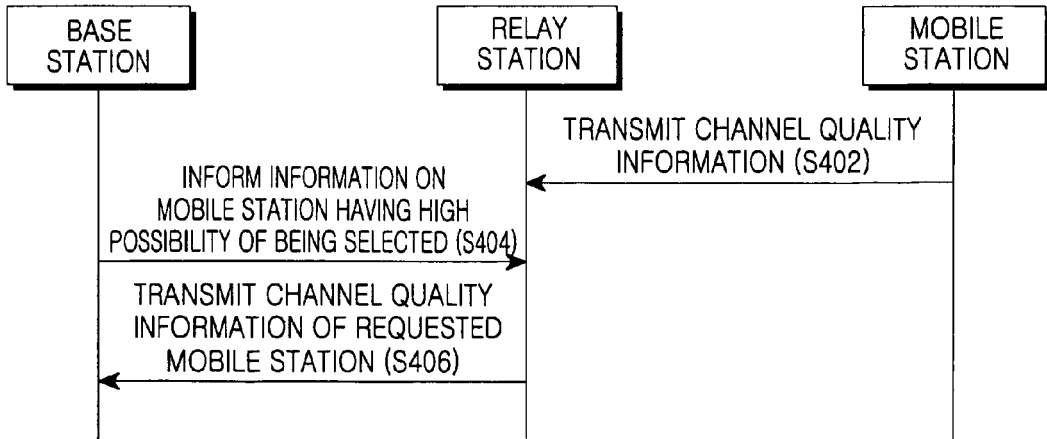 BASE
STATION
RELAY
STATION
MOBILE
STATION
TRANSMIT CHANNEL QUALITY
INFORMATION (S402)
INFORM INFORMATION ON
MOBILE STATION HAVING HIGH
POSSIBILITY OF BEING SELECTED (S404)
TRANSMIT CHANNEL QUALITY
INFORMATION OF REQUESTED
MOBILE STATION (S406)